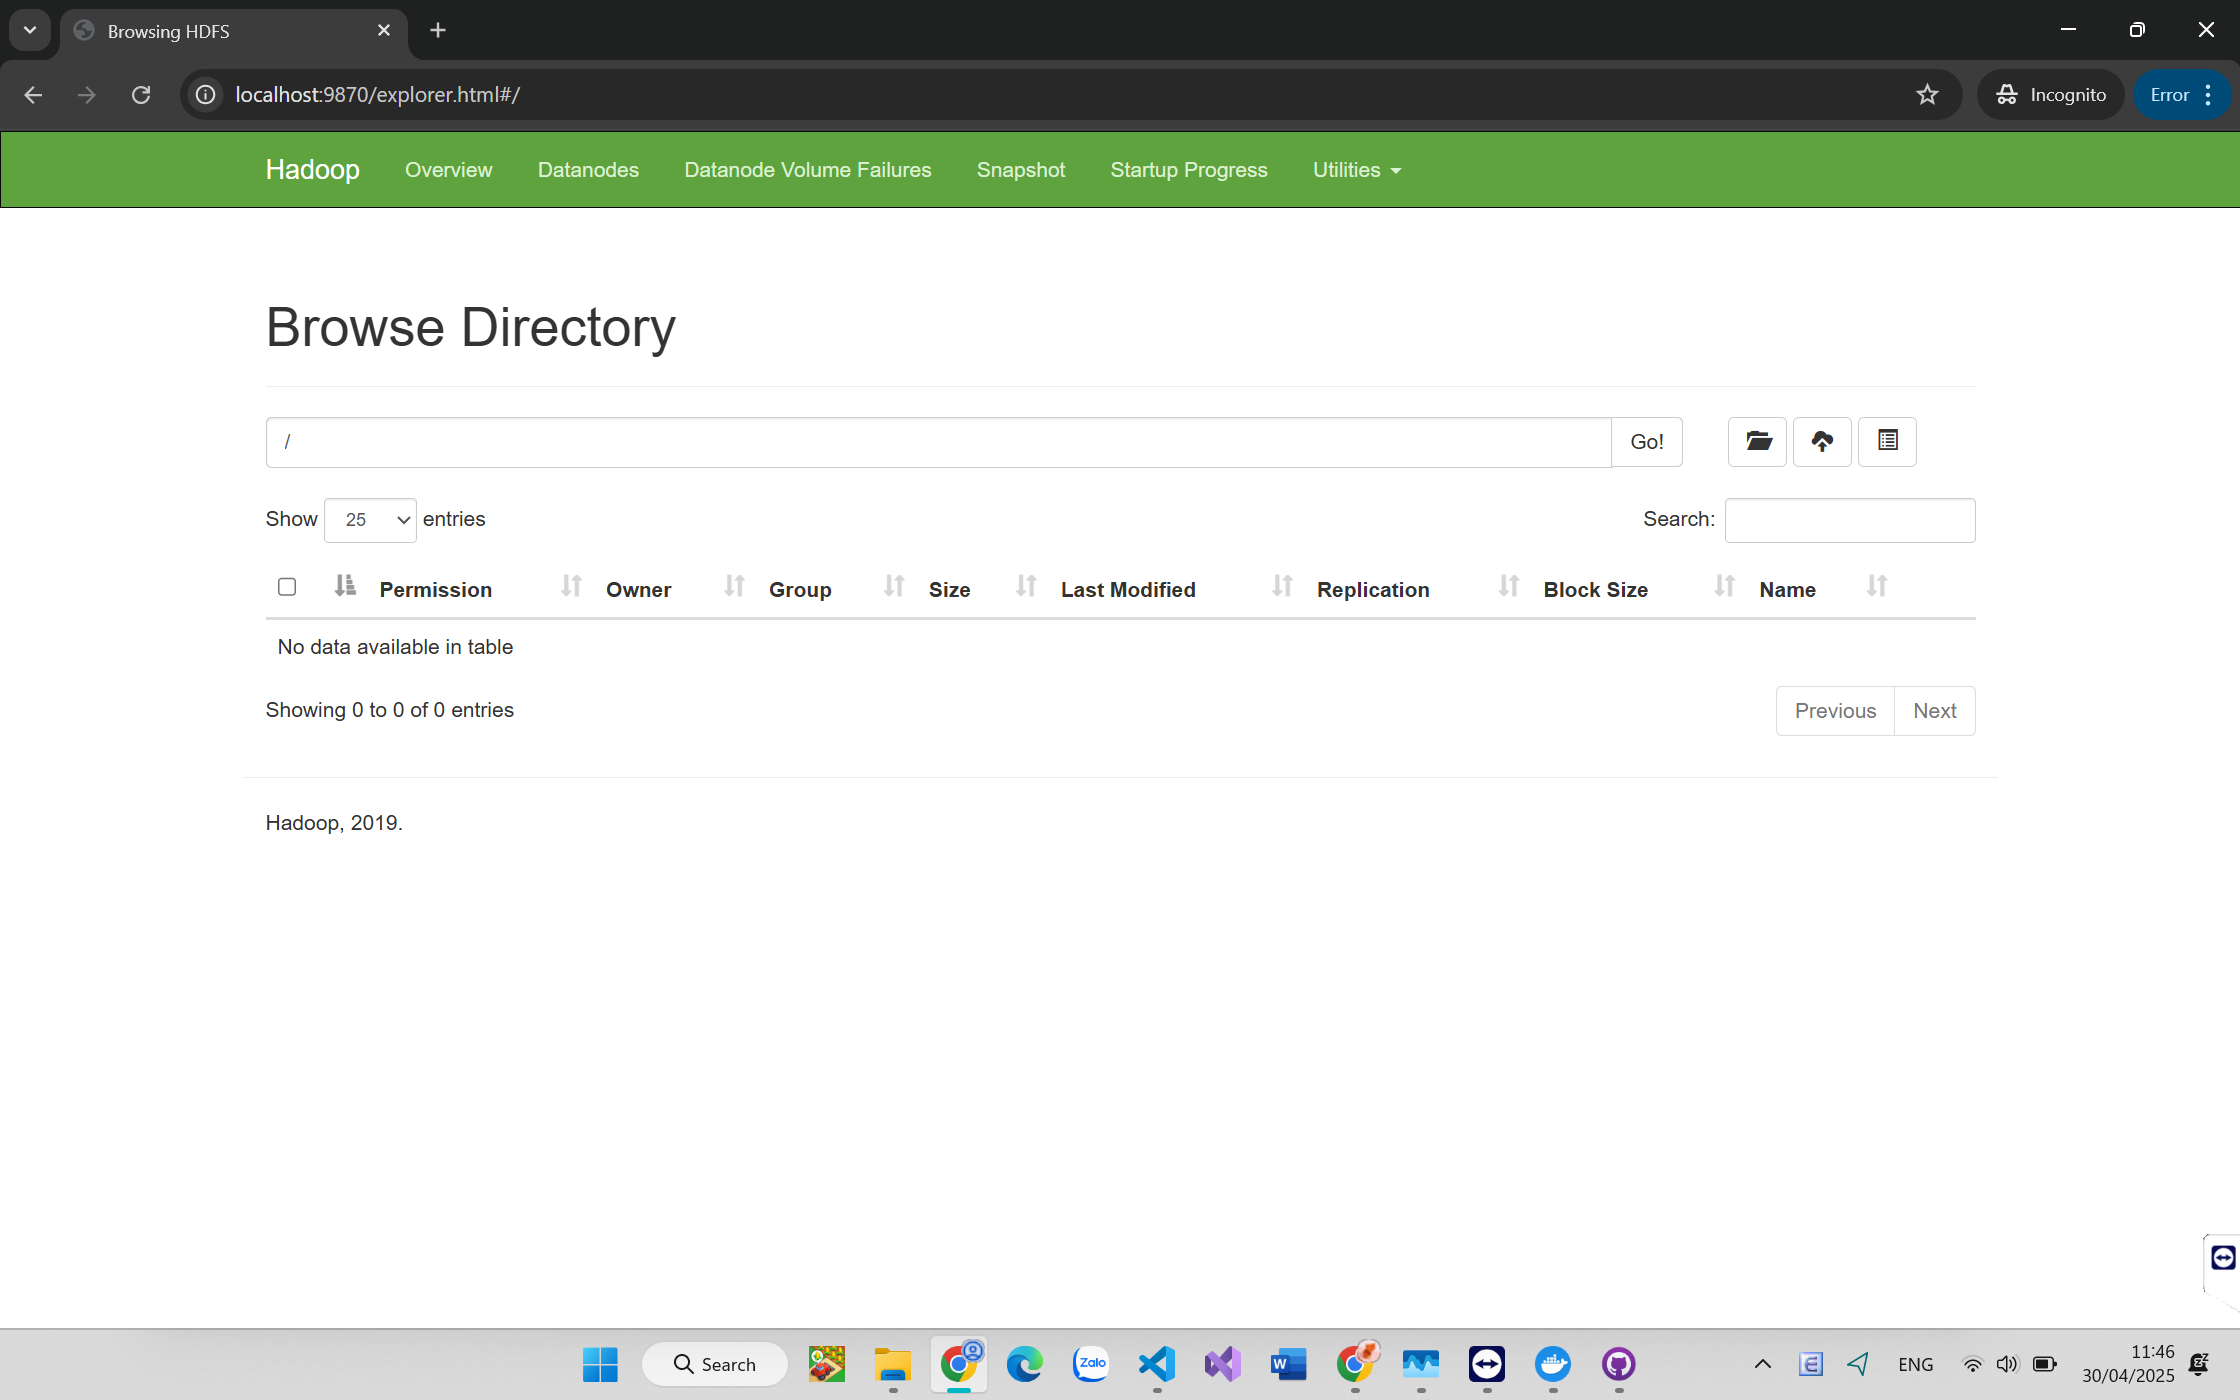 Browsing HDFS
localhost:9870/explorer.html#/
Incognito
Error
Hadoop Overview Datanodes Datanode Volume Failures Snapshot Startup Progress Utilities
Browse Directory
/
Go!
Show 25 entries
Search:
Permission Owner Group Size Last Modified Replication Block Size Name
No data available in table
Showing 0 to 0 of 0 entries
Previous Next
Hadoop, 2019.
Search
Zalo
W
ENG
11:46
30/04/2025